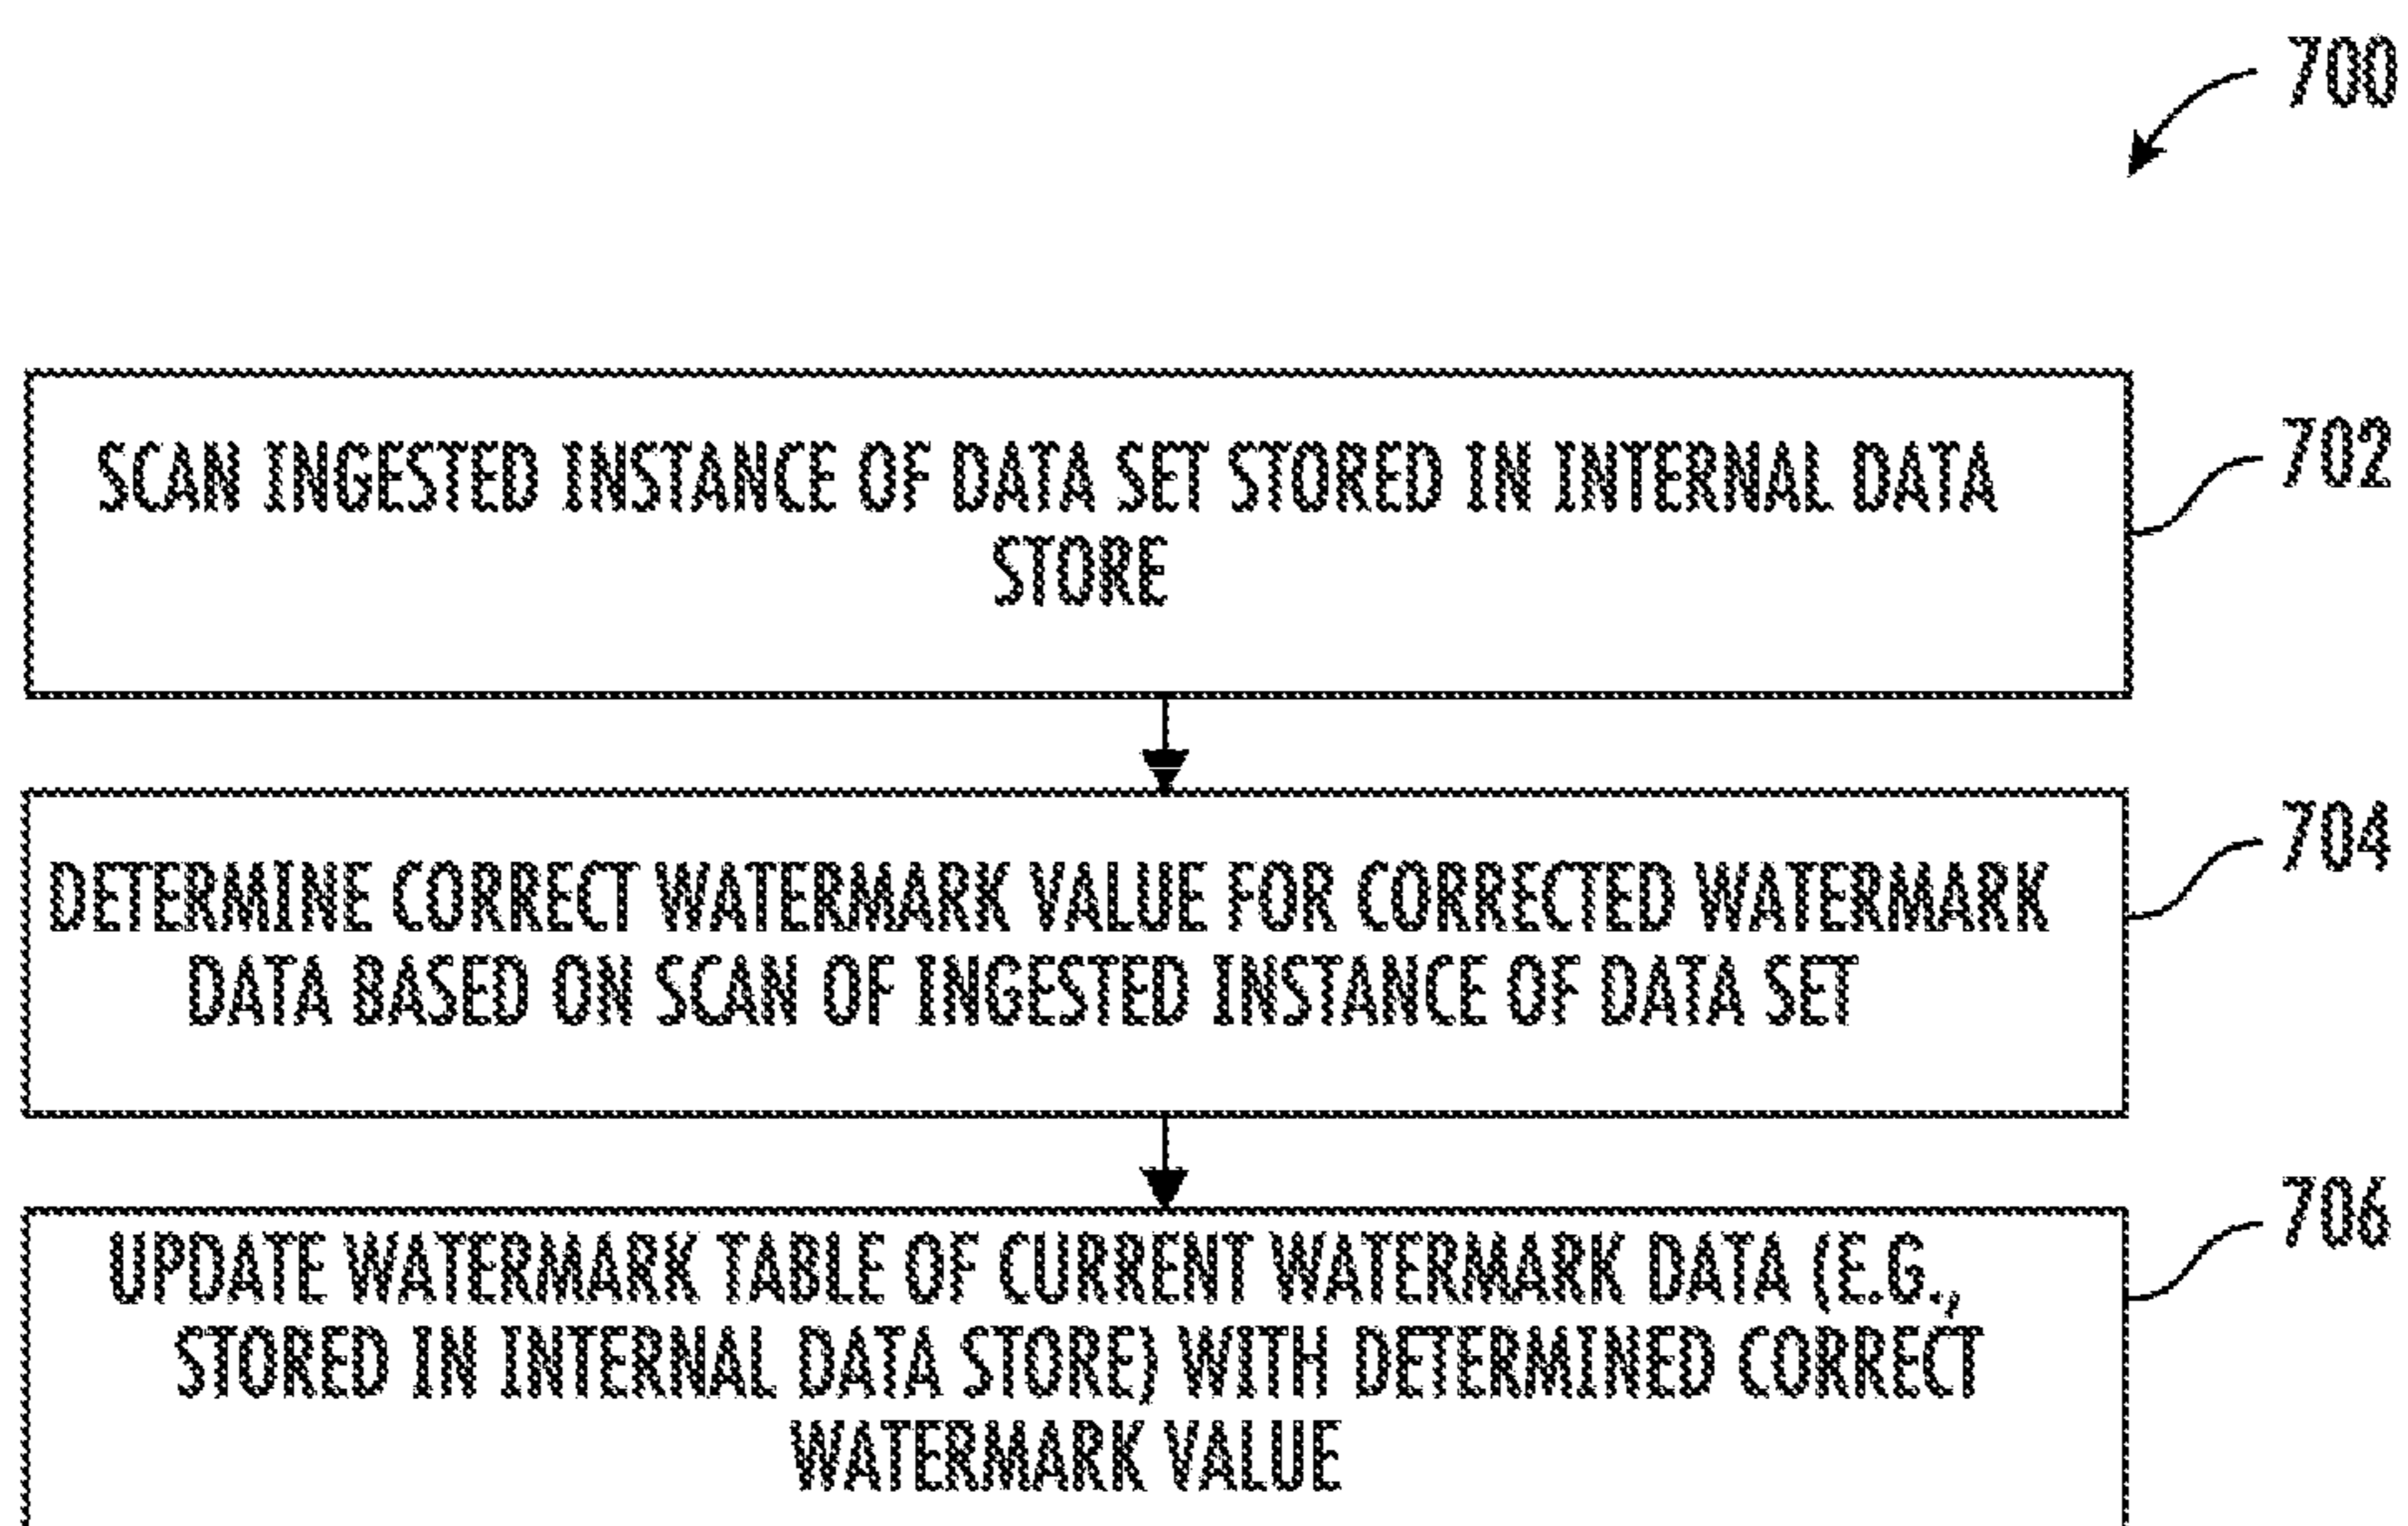 700
SCAN INGESTED INSTANCE OF DATA SET STORED IN INTERNAL DATA
STORE
702
DETERMINE CORRECT WATERMARK VALUE FOR CORRECTED WATERMARK
DATA BASED ON SCAN OF INGESTED INSTANCE OF DATA SET
704
UPDATE WATERMARK TABLE OF CURRENT WATERMARK DATA (E.G.,
STORED IN INTERNAL DATA STORE) WITH DETERMINED CORRECT
WATERMARK VALUE
706